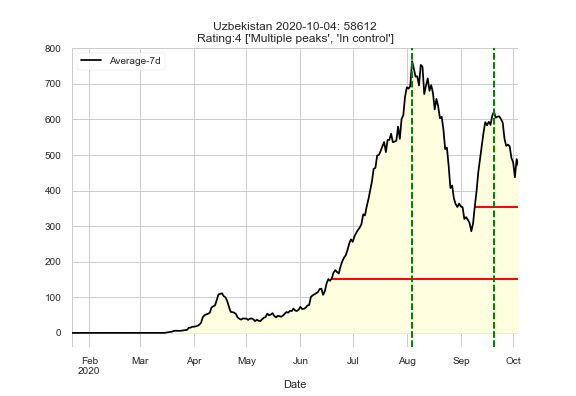 Uzbekistan 2020-10-04: 58612
Rating:4 ['Multiple peaks', 'In control']
Average-7d
800
700
600
500
400
300
200
100
0
Feb Mar Apr May Jun Jul Aug Sep Oct
2020
Date